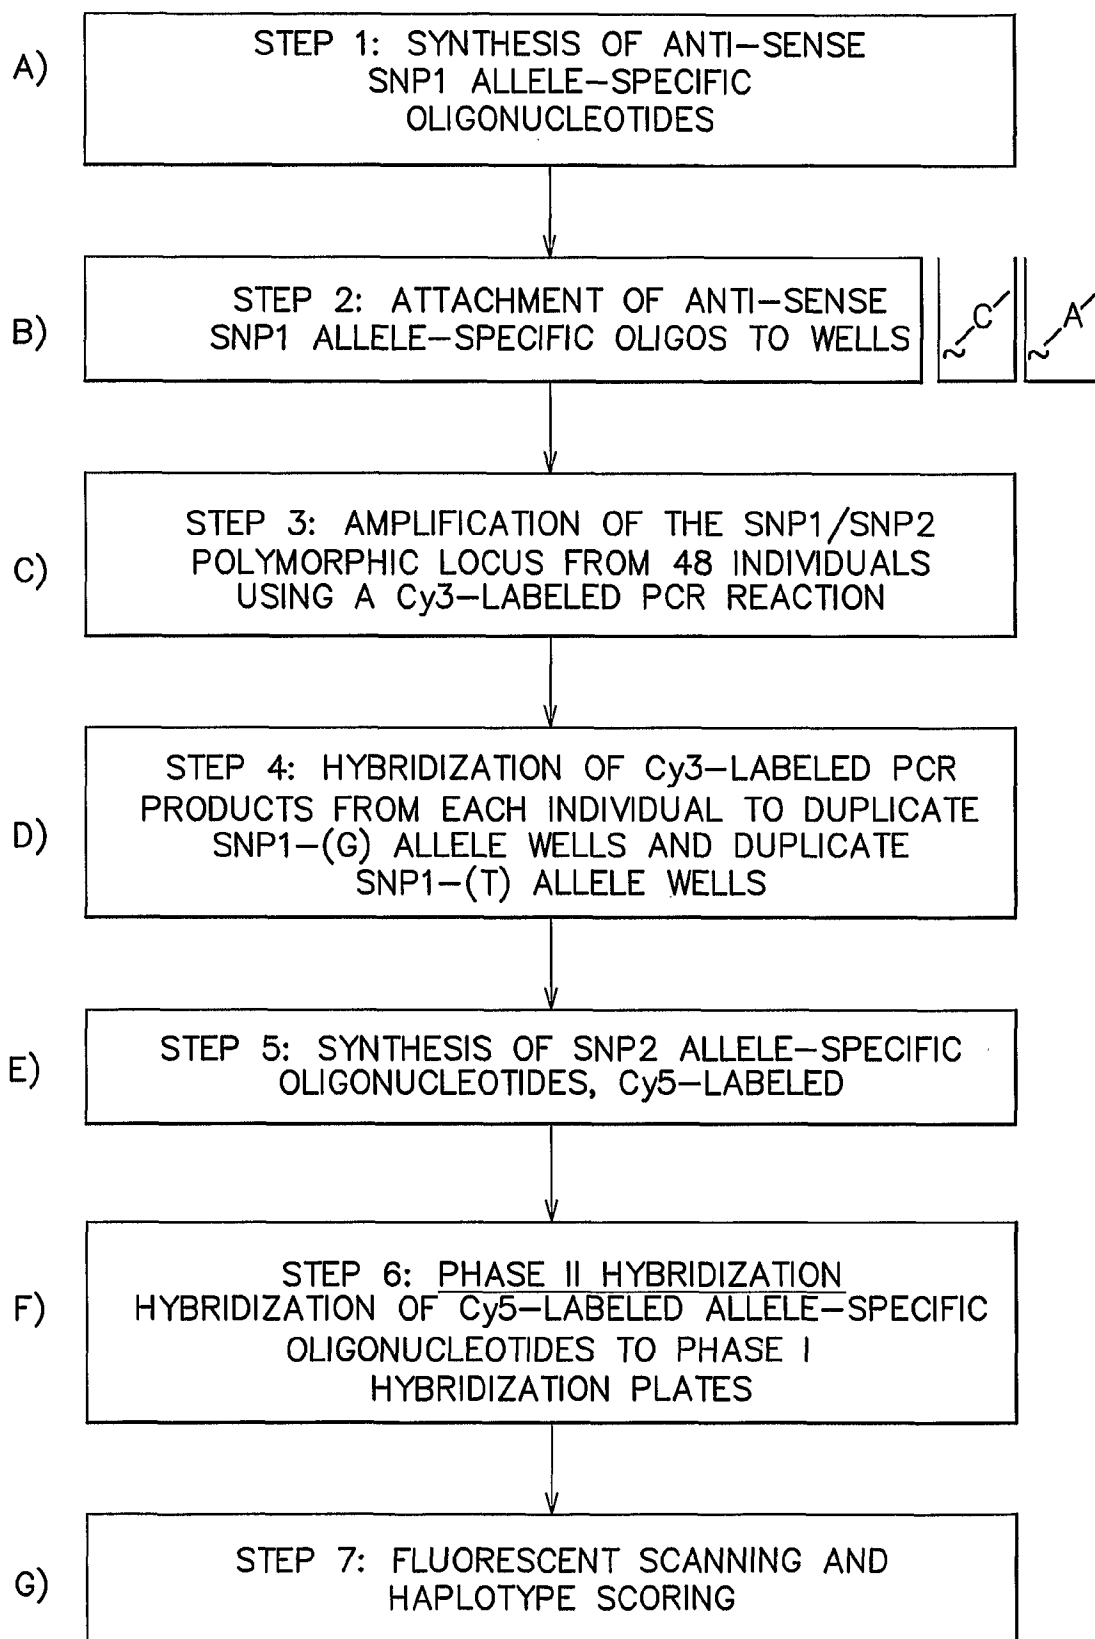 A)
STEP 1: SYNTHESIS OF ANTI-SENSE
SNP1 ALLELE-SPECIFIC
OLIGONUCLEOTIDES
B)
STEP 2: ATTACHMENT OF ANTI-SENSE
SNP1 ALLELE-SPECIFIC OLIGOS TO WELLS
C
A
C)
STEP 3: AMPLIFICATION OF THE SNP1/SNP2
POLYMORPHIC LOCUS FROM 48 INDIVIDUALS
USING A Cy3-LABELED PCR REACTION
D)
STEP 4: HYBRIDIZATION OF Cy3-LABELED PCR
PRODUCTS FROM EACH INDIVIDUAL TO DUPLICATE
SNP1-(G) ALLELE WELLS AND DUPLICATE
SNP1-(T) ALLELE WELLS
E)
STEP 5: SYNTHESIS OF SNP2 ALLELE-SPECIFIC
OLIGONUCLEOTIDES, Cy5-LABELED
F)
STEP 6: PHASE II HYBRIDIZATION
HYBRIDIZATION OF Cy5-LABELED ALLELE-SPECIFIC
OLIGONUCLEOTIDES TO PHASE I
HYBRIDIZATION PLATES
G)
STEP 7: FLUORESCENT SCANNING AND
HAPLOTYPE SCORING